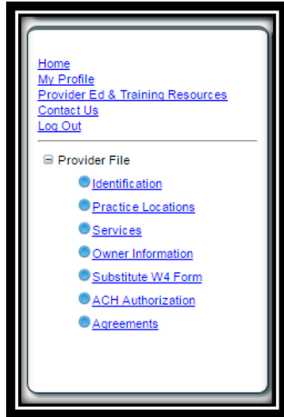 Home
My Profile
Provider Ed & Training Resources
Contact Us
Log Out
Provider File
Identification
Practice Locations
Services
Owner Information
Substitute W4 Form
ACH Authorization
Agreements